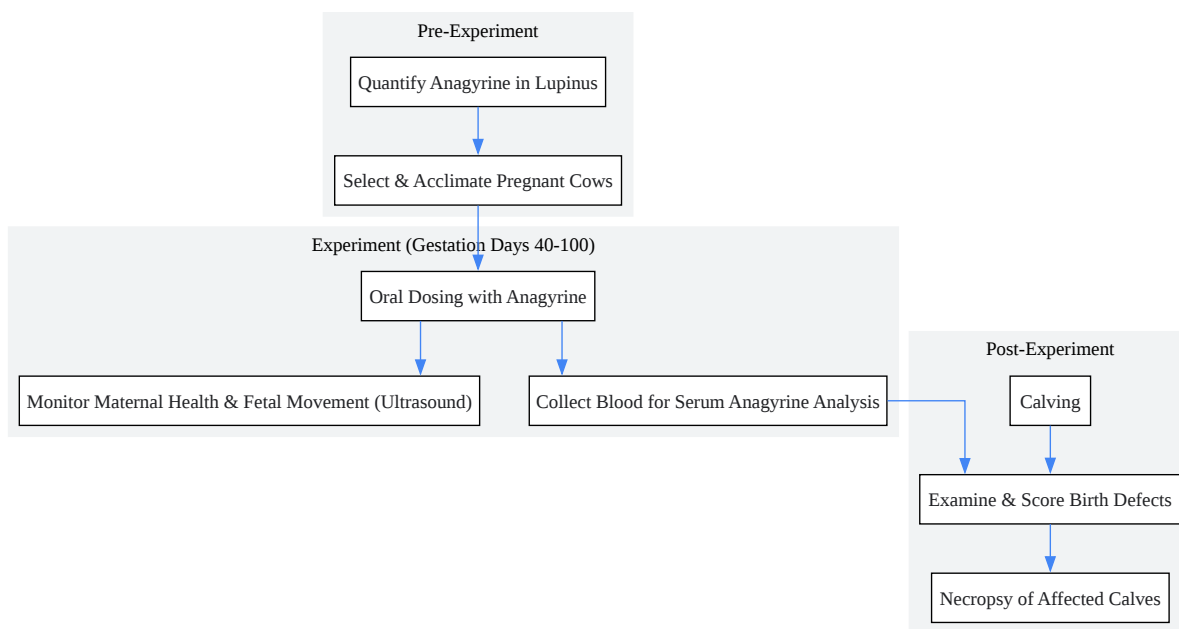 Pre-Experiment
Quantify Anagyrine in Lupinus
Select & Acclimate Pregnant Cows
Experiment (Gestation Days 40-100)
Oral Dosing with Anagyrine
Monitor Maternal Health & Fetal Movement (Ultrasound)
Collect Blood for Serum Anagyrine Analysis
Post-Experiment
Calving
Examine & Score Birth Defects
Necropsy of Affected Calves